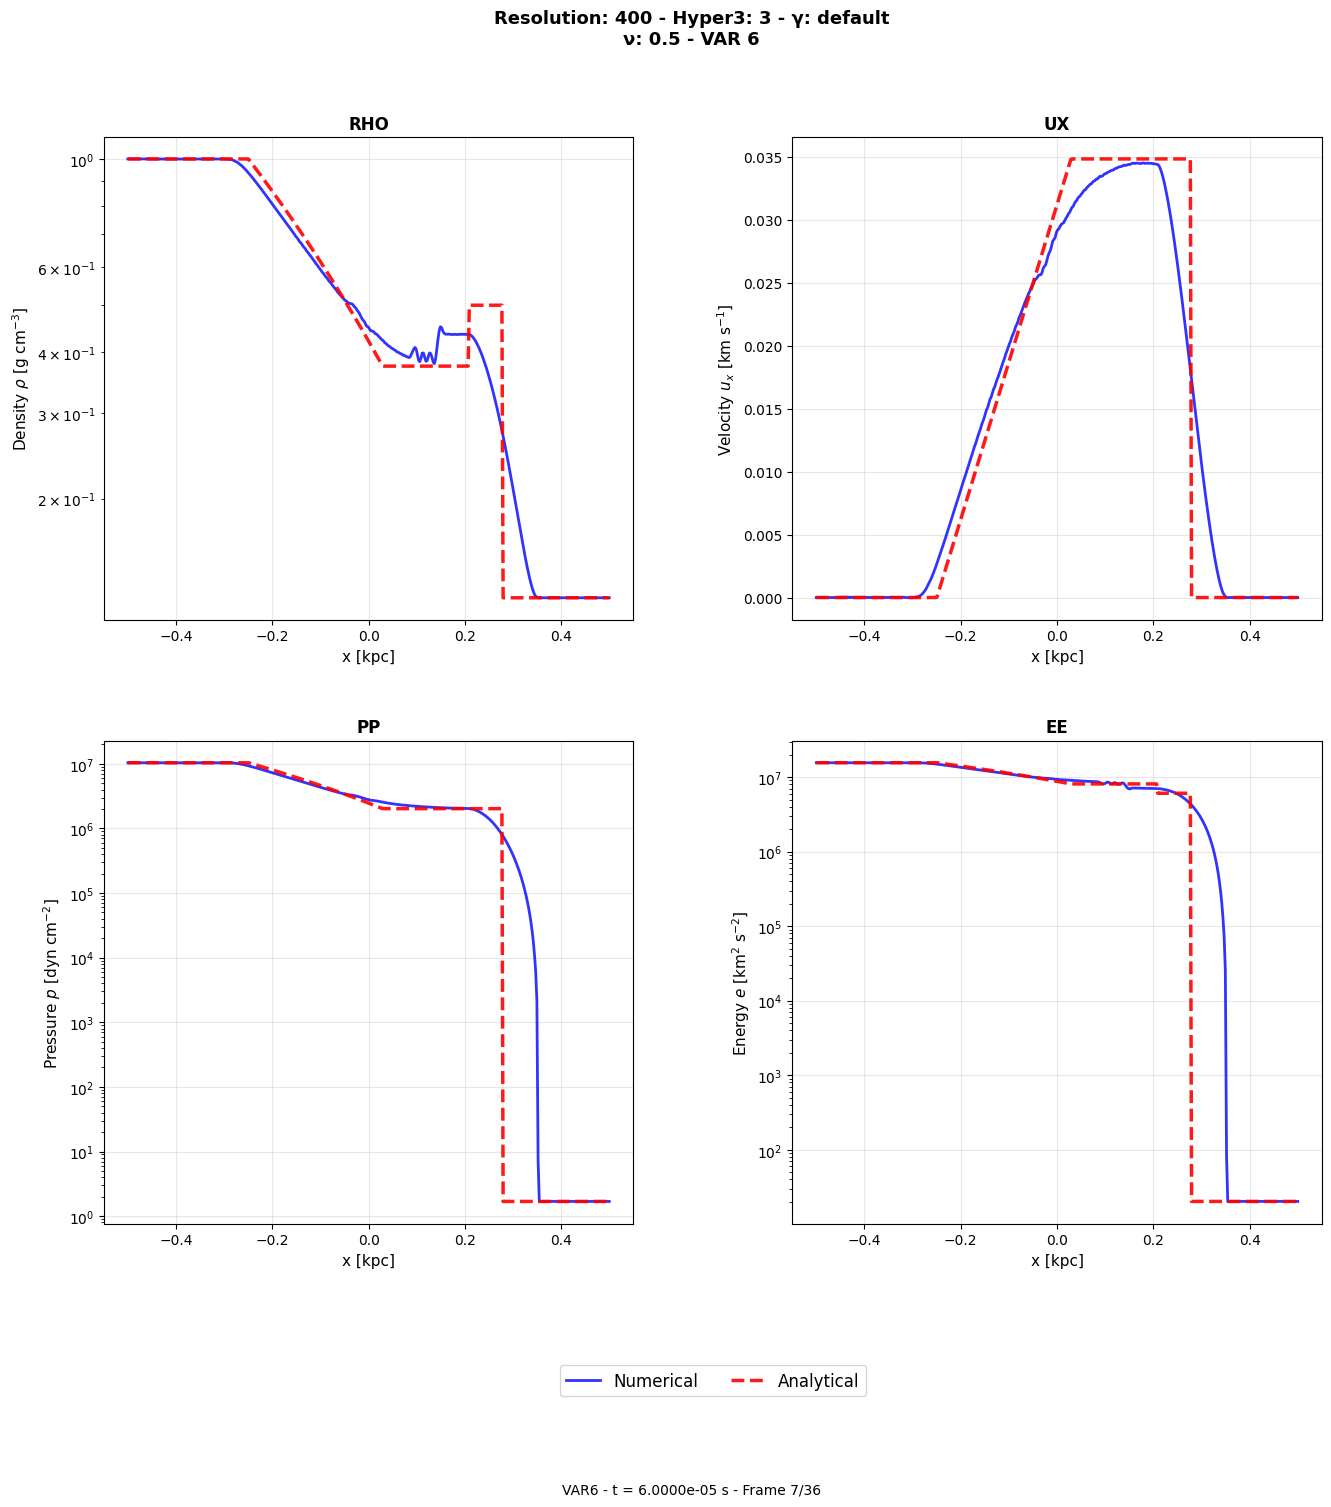 Resolution: 400 - Hyper3: 3 - γ: default
ν: 0.5 - VAR 6
RHO
Density ρ [g cm⁻³]
10⁰
6 × 10⁻¹
4 × 10⁻¹
3 × 10⁻¹
2 × 10⁻¹
−0.4 −0.2 0.0 0.2 0.4
x [kpc]
UX
Velocity uₓ [km s⁻¹]
0.035
0.030
0.025
0.020
0.015
0.010
0.005
0.000
−0.4 −0.2 0.0 0.2 0.4
x [kpc]
PP
Pressure p [dyn cm⁻²]
10⁷
10⁶
10⁵
10⁴
10³
10²
10¹
10⁰
−0.4 −0.2 0.0 0.2 0.4
x [kpc]
EE
Energy e [km² s⁻²]
10⁷
10⁶
10⁵
10⁴
10³
10²
−0.4 −0.2 0.0 0.2 0.4
x [kpc]
Numerical Analytical
VAR6 - t = 6.0000e-05 s - Frame 7/36